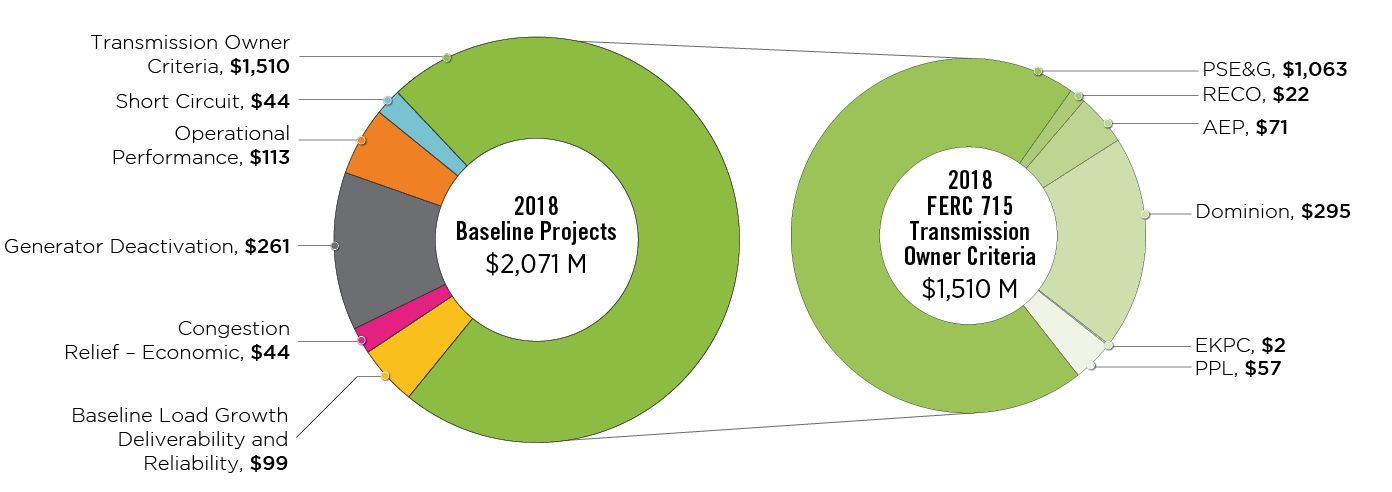 Transmission Owner
Criteria, $1,510
Short Circuit, $44
Operational
Performance, $113
Generator Deactivation, $261
Congestion
Relief – Economic, $44
Baseline Load Growth
Deliverability and
Reliability, $99
2018
Baseline Projects
$2,071 M
2018
FERC 715
Transmission
Owner Criteria
$1,510 M
PSE&G, $1,063
RECO, $22
AEP, $71
Dominion, $295
EKPC, $2
PPL, $57